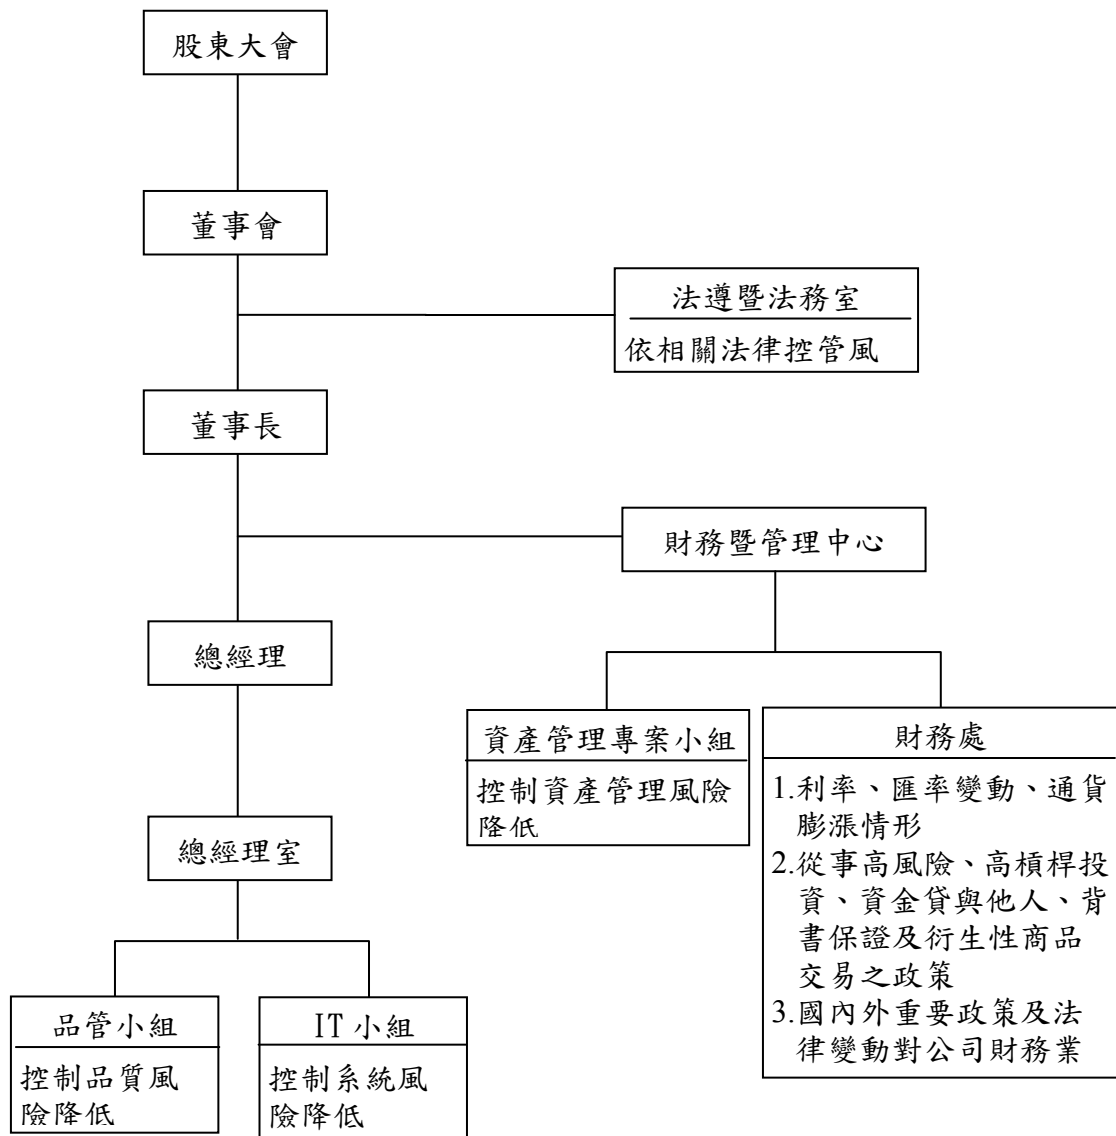 股東大會
董事會
法遵暨法務室
依相關法律控管風
董事長
財務暨管理中心
總經理
資產管理專案小組
控制資產管理風險
降低
財務處
1.利率、匯率變動、通貨
膨漲情形
2.從事高風險、高槓桿投
資、資金貸與他人、背
書保證及衍生性商品
交易之政策
3.國內外重要政策及法
律變動對公司財務業
總經理室
品管小組
控制品質風
險降低
IT小組
控制系統風
險降低